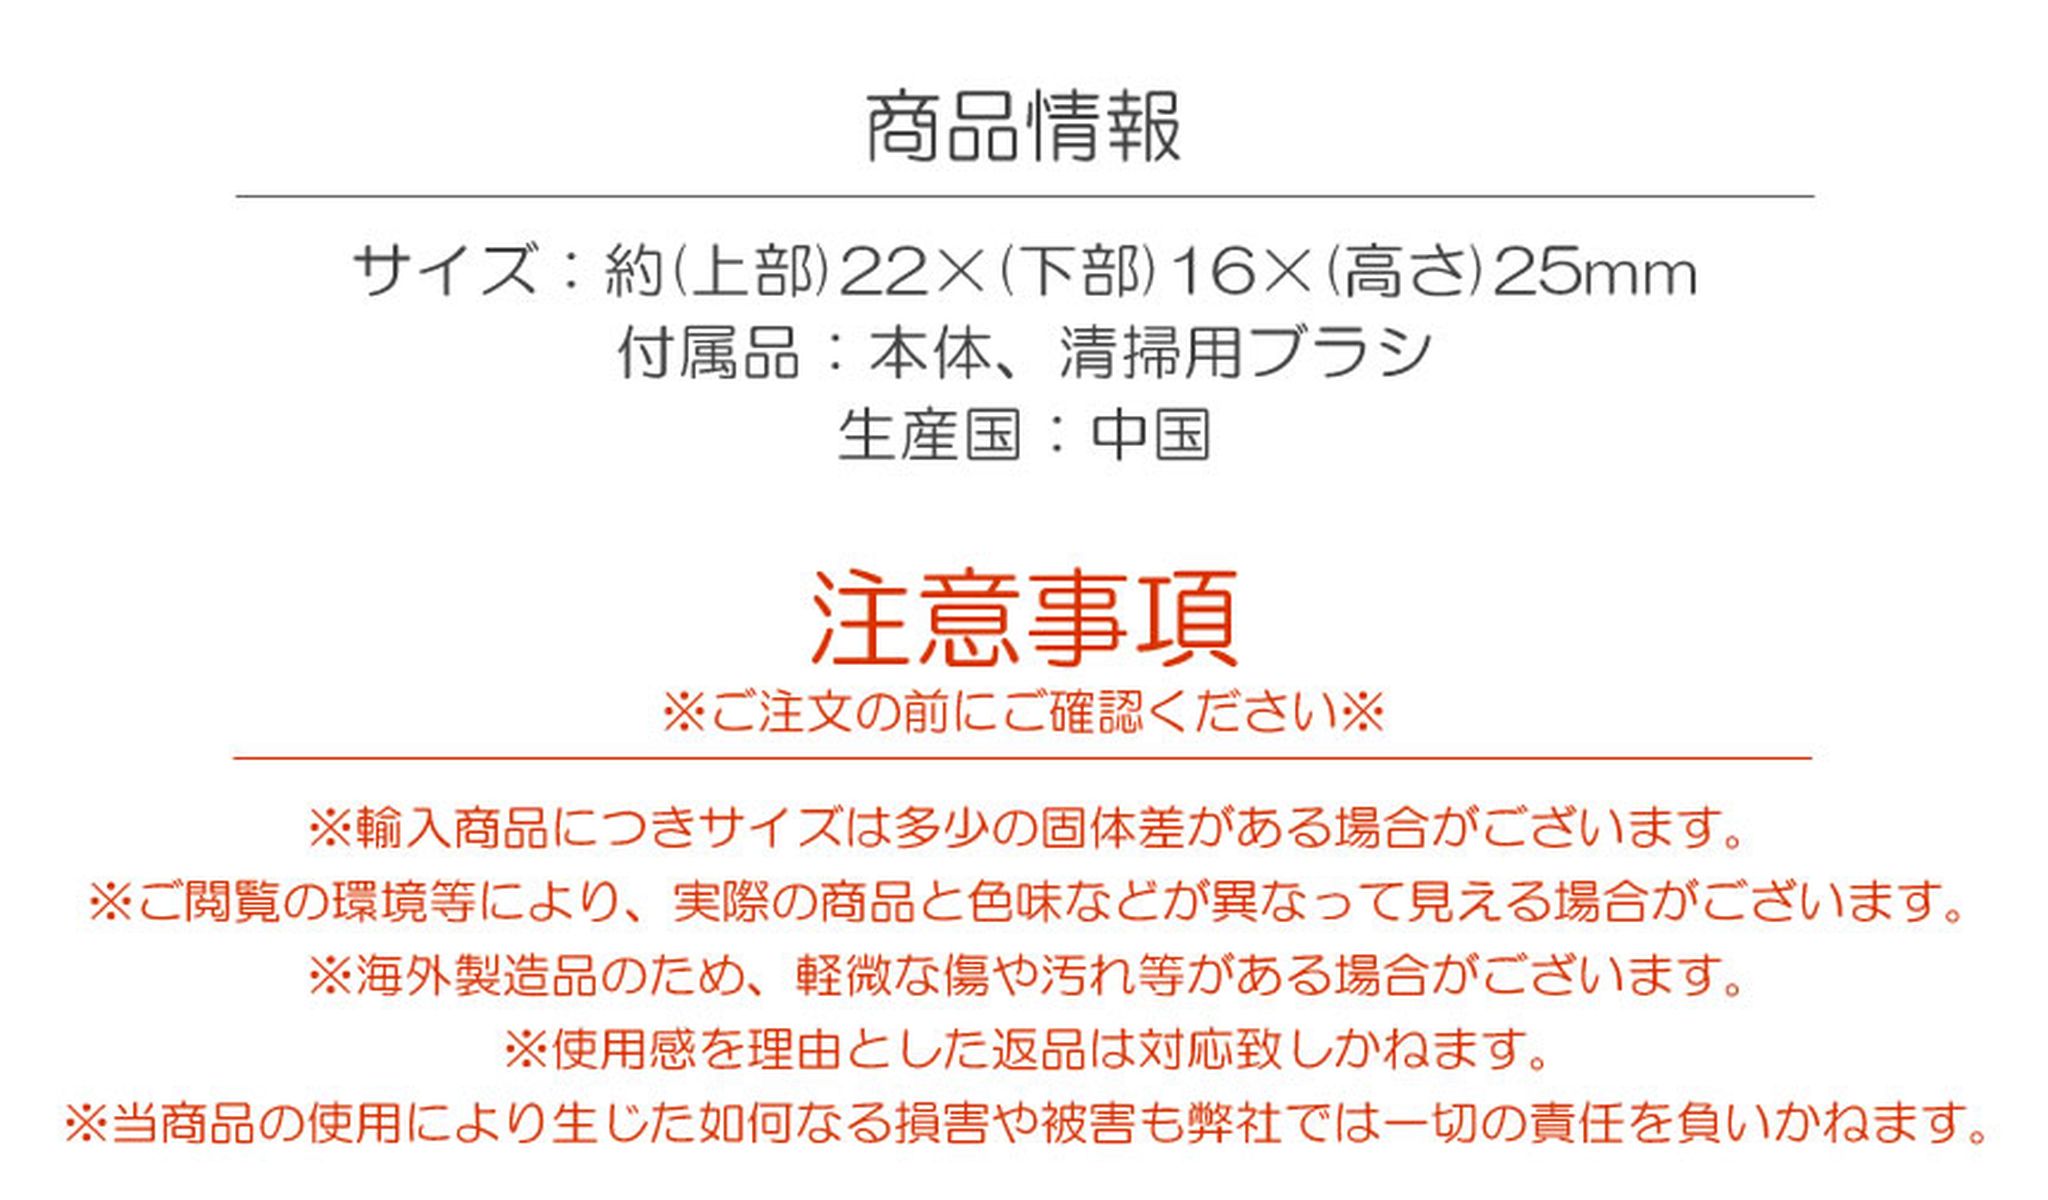 商品情報
サイズ：約(上部)22×(下部)16×(高さ)25mm
付属品：本体、清掃用ブラシ
生産国：中国
注意事項
※ご注文の前にご確認ください※
※輸入商品につきサイズは多少の固体差がある場合がございます。
※ご閲覧の環境等により、実際の商品と色味などが異なって見える場合がございます。
※海外製造品のため、軽微な傷や汚れ等がある場合がございます。
※使用感を理由とした返品は対応致しかねます。
※当商品の使用により生じた如何なる損害や被害も弊社では一切の責任を負いかねます。